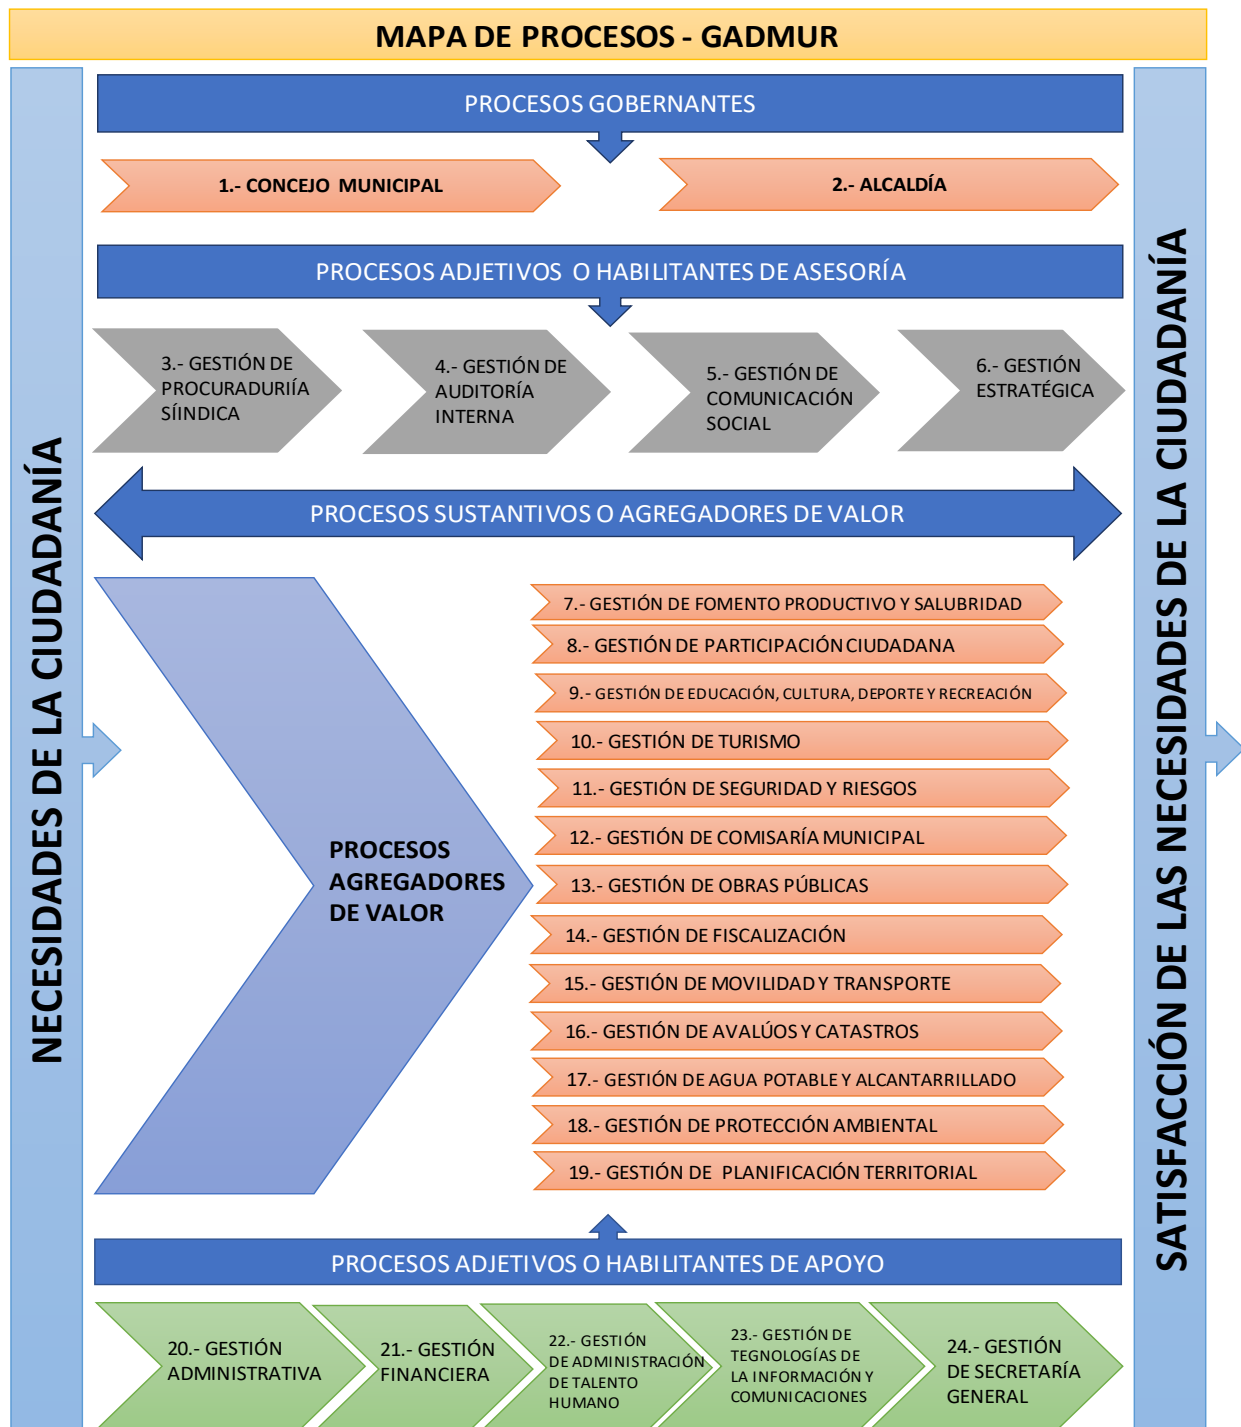 MAPA DE PROCESOS - GADMUR
NECESIDADES DE LA CIUDADANÍA
PROCESOS GOBERNANTES
1.- CONCEJO MUNICIPAL
2.- ALCALDÍA
PROCESOS ADJETIVOS O HABILITANTES DE ASESORÍA
3.- GESTIÓN DE
PROCURADURIÍA
SÍINDICA
4.- GESTIÓN DE
AUDITORÍA
INTERNA
5.- GESTIÓN DE
COMUNICACIÓN
SOCIAL
6.- GESTIÓN
ESTRATÉGICA
PROCESOS SUSTANTIVOS O AGREGADORES DE VALOR
PROCESOS
AGREGADORES
DE VALOR
7.- GESTIÓN DE FOMENTO PRODUCTIVO Y SALUBRIDAD
8.- GESTIÓN DE PARTICIPACIÓN CIUDADANA
9.- GESTIÓN DE EDUCACIÓN, CULTURA, DEPORTE Y RECREACIÓN
10.- GESTIÓN DE TURISMO
11.- GESTIÓN DE SEGURIDAD Y RIESGOS
12.- GESTIÓN DE COMISARÍA MUNICIPAL
13.- GESTIÓN DE OBRAS PÚBLICAS
14.- GESTIÓN DE FISCALIZACIÓN
15.- GESTIÓN DE MOVILIDAD Y TRANSPORTE
16.- GESTIÓN DE AVALÚOS Y CATASTROS
17.- GESTIÓN DE AGUA POTABLE Y ALCANTARRILLADO
18.- GESTIÓN DE PROTECCIÓN AMBIENTAL
19.- GESTIÓN DE PLANIFICACIÓN TERRITORIAL
PROCESOS ADJETIVOS O HABILITANTES DE APOYO
20.- GESTIÓN
ADMINISTRATIVA
21.- GESTIÓN
FINANCIERA
22.- GESTIÓN
DE ADMINISTRACIÓN
DE TALENTO
HUMANO
23.- GESTIÓN DE
TEGNOLOGÍAS DE
LA INFORMACIÓN Y
COMUNICACIONES
24.- GESTIÓN
DE SECRETARÍA
GENERAL
SATISFACCIÓN DE LAS NECESIDADES DE LA CIUDADANÍA